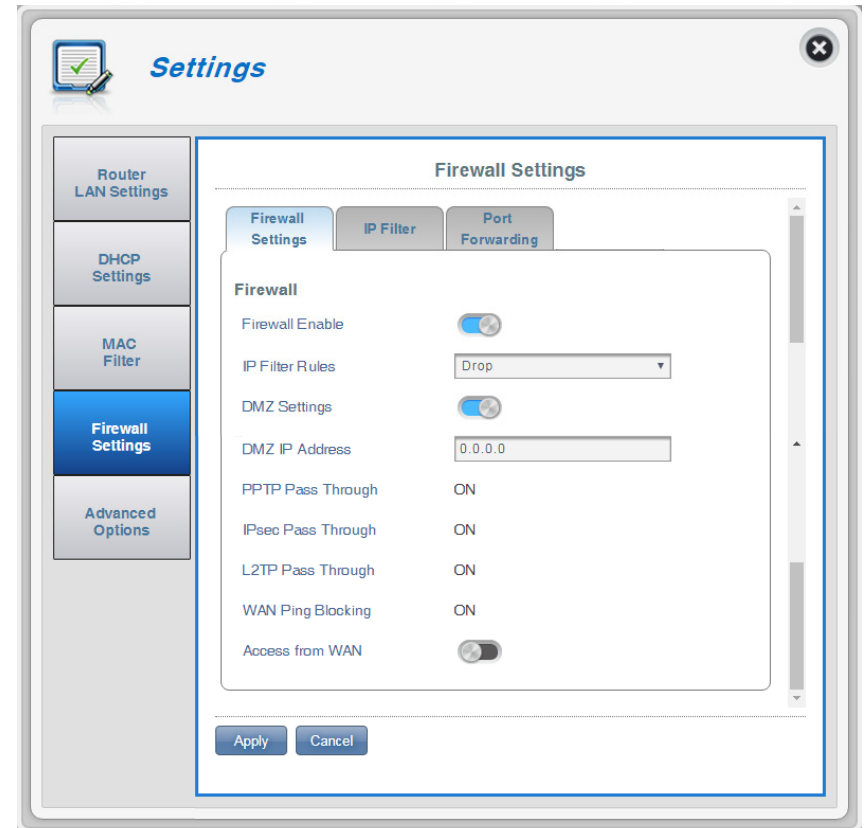 Settings
Router
LAN Settings
DHCP
Settings
MAC
Filter
Firewall
Settings
Advanced
Options
Firewall Settings
Firewall
Settings
IP Filter
Port
Forwarding
Firewall
Firewall Enable
IP Filter Rules
Drop
DMZ Settings
DMZ IP Address
0.0.0.0
PPTP Pass Through
ON
IPsec Pass Through
ON
L2TP Pass Through
ON
WAN Ping Blocking
ON
Access from WAN
Apply
Cancel